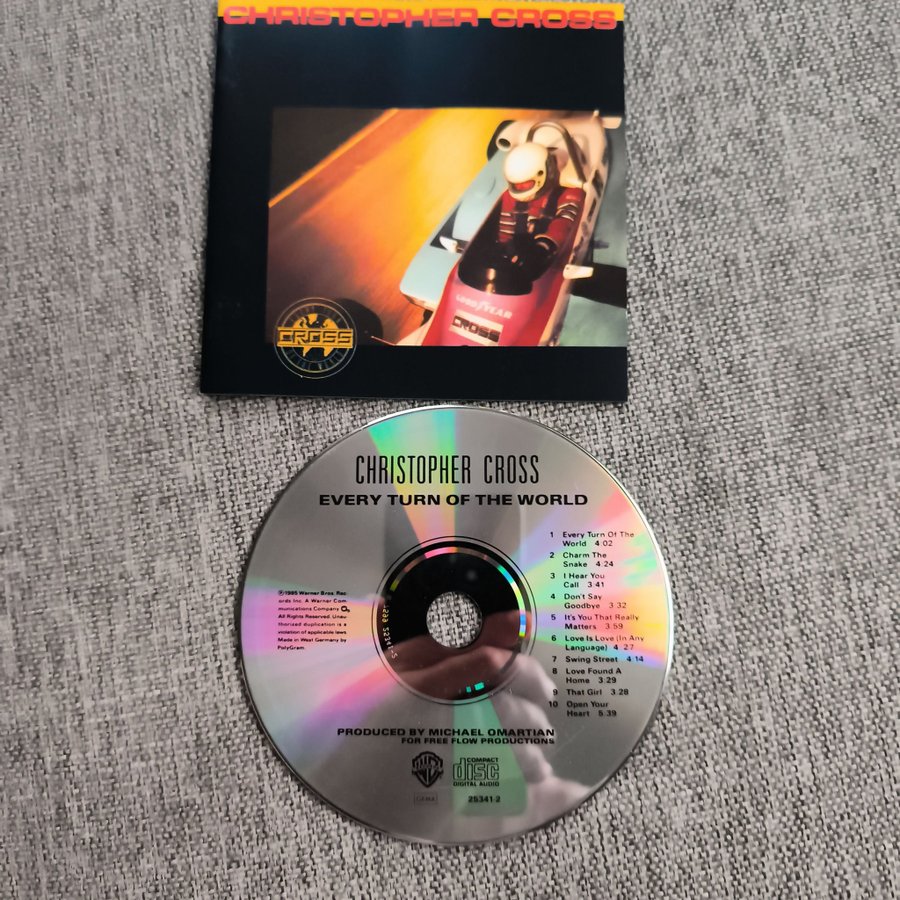 CHRISTOPHER CROSS
GOOD YEAR
CROSS
CROSS
CHRISTOPHER CROSS
EVERY TURN OF THE WORLD
1 Every Turn Of The
World 4:02
2 Charm The
Snake 4:24
3 I Hear You
Call 3.41
4 Don't Say
Goodbye 3:32
5 It's You That Really
Matters 3:59
6 Love Is Love (In Any
Language) 4 27
7 Swing Street 4 14
8 Love Found A
Home 3:29
9 That Girl 3.28
10 Open Your
Heart 5:39
℗1985 Warner Bros. Rec
ords Inc. A Warner Com-
munications Company
All Rights Reserved. Unau-
thorized duplication is a
violation of applicable laws
Made in West Germany by
PolyGram.
PRODUCED BY MICHAEL OMARTIAN
FOR FREE FLOW PRODUCTIONS
COMPACT
disc
DIGITAL AUDIO
GEMA
25341-2